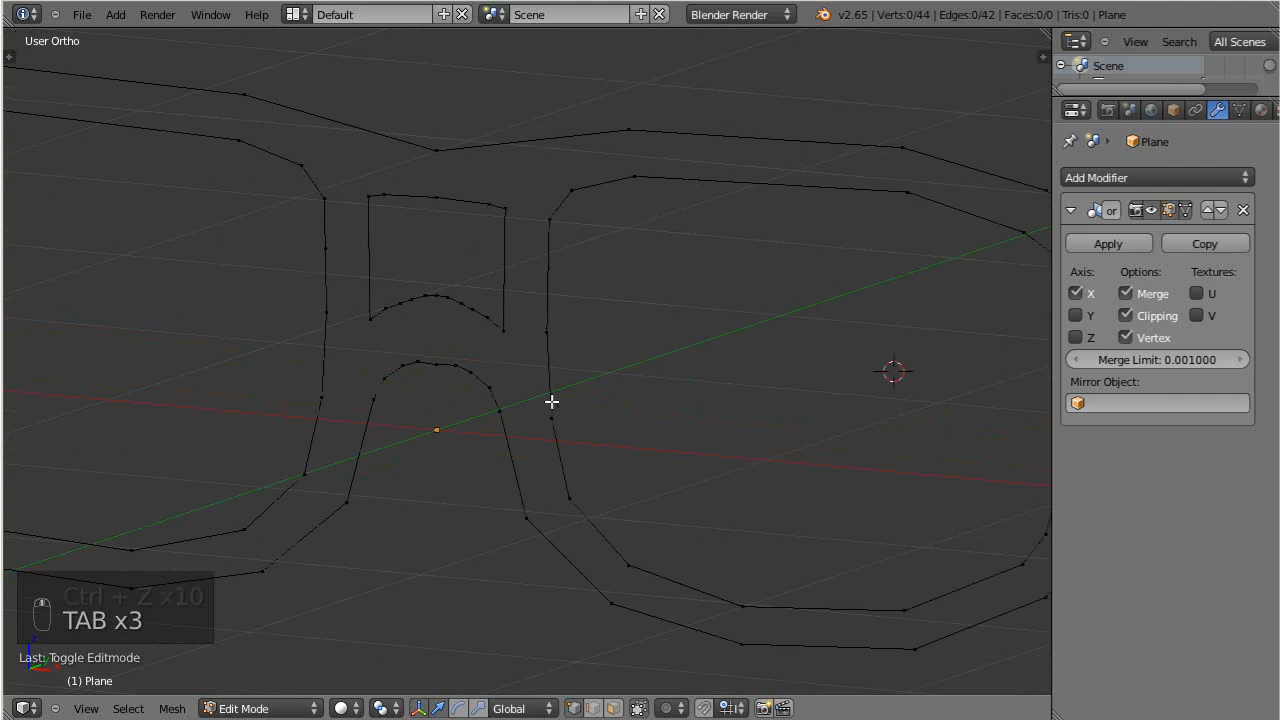 File Add Render Window Help Default Scene Blender Render v2.65 | Verts:0/44 | Edges:0/42 | Faces:0/0 | Tris:0 | Plane
User Ortho
View Search All Scenes
Scene
Plane
Add Modifier
or
Apply Copy
Axis: Options: Textures:
X Merge U
Y Clipping V
Z Vertex
Merge Limit: 0.001000
Mirror Object:
Ctrl + Z x10
TAB x3
Last: Toggle Editmode
(1) Plane
View Select Mesh Edit Mode Global